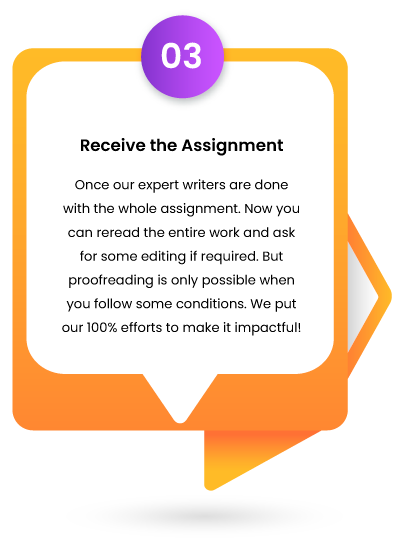 03
Receive the Assignment
Once our expert writers are done
with the whole assignment. Now you
can reread the entire work and ask
for some editing if required. But
proofreading is only possible when
you follow some conditions. We put
our 100% efforts to make it impactful!